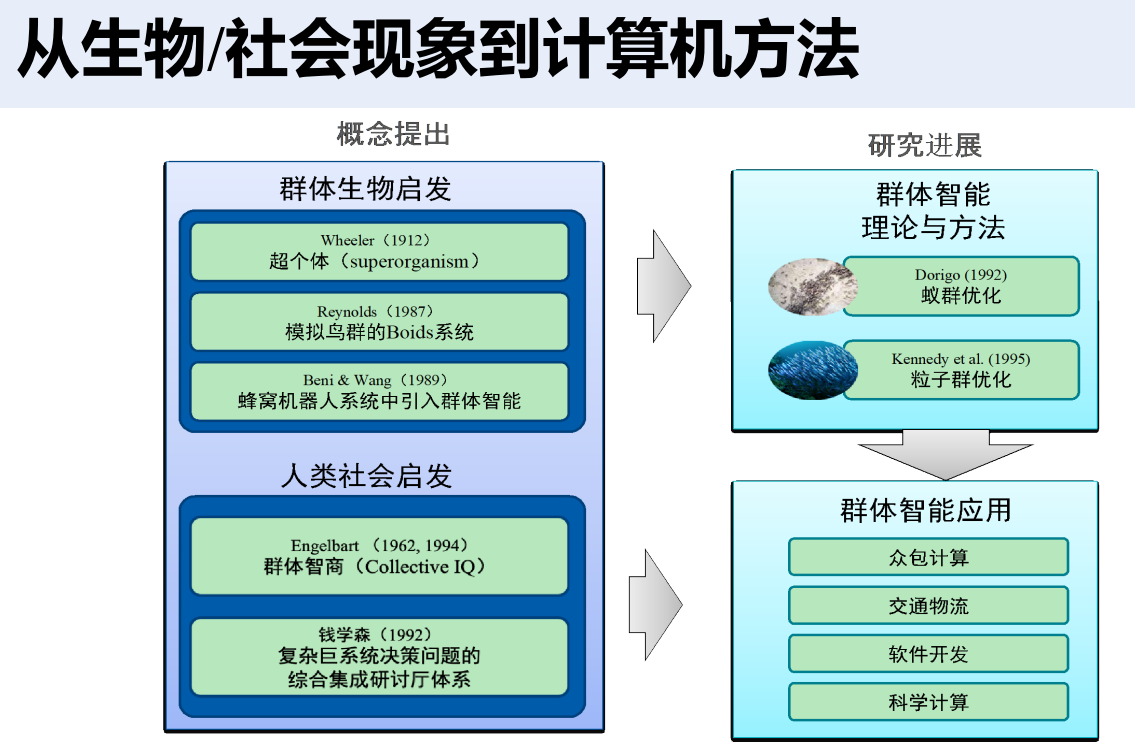 从生物/社会现象到计算机方法
概念提出
群体生物启发
Wheeler（1912）
超个体（superorganism）
Reynolds（1987）
模拟鸟群的Boids系统
Beni & Wang（1989）
蜂窝机器人系统中引入群体智能
人类社会启发
Engelbart （1962, 1994）
群体智商（Collective IQ）
钱学森（1992）
复杂巨系统决策问题的
综合集成研讨厅体系
研究进展
群体智能
理论与方法
Dorigo (1992)
蚁群优化
Kennedy et al. (1995)
粒子群优化
群体智能应用
众包计算
交通物流
软件开发
科学计算